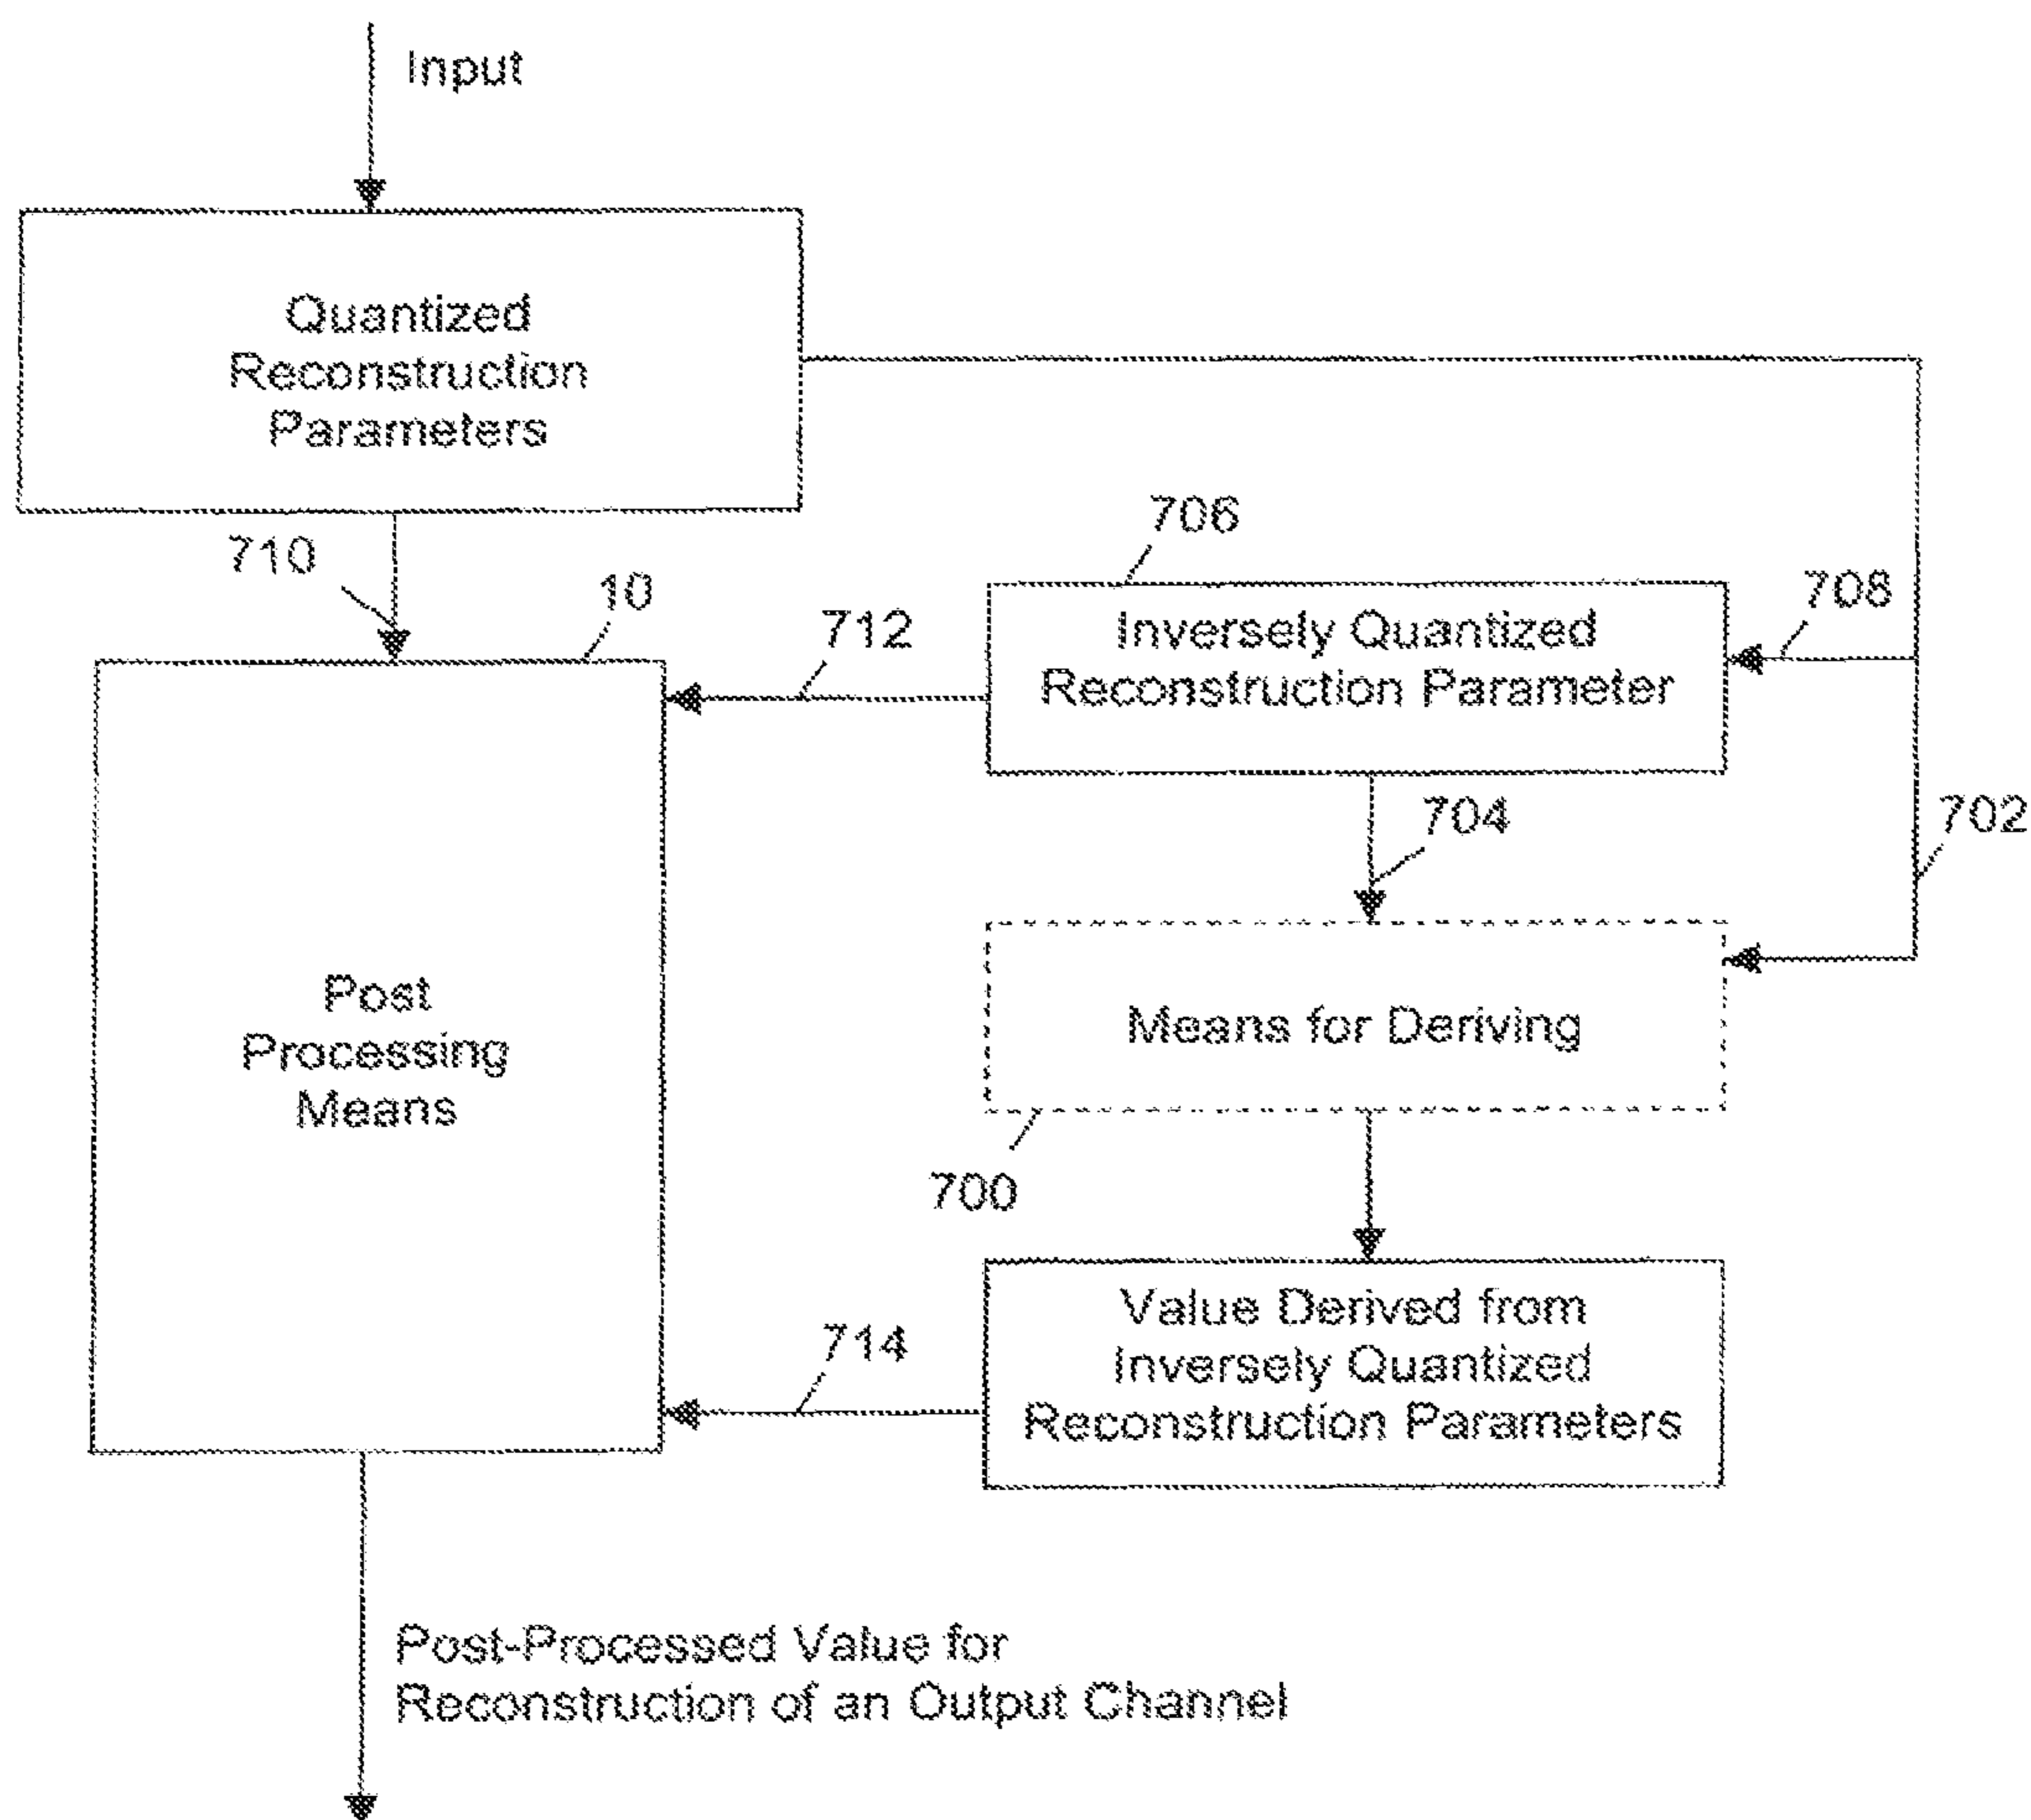 Input
Quantized
Reconstruction
Parameters
710
10
706
708
712
Inversely Quantized
Reconstruction Parameter
704
702
Post
Processing
Means
Means for Deriving
700
714
Value Derived from
Inversely Quantized
Reconstruction Parameters
Post-Processed Value for
Reconstruction of an Output Channel